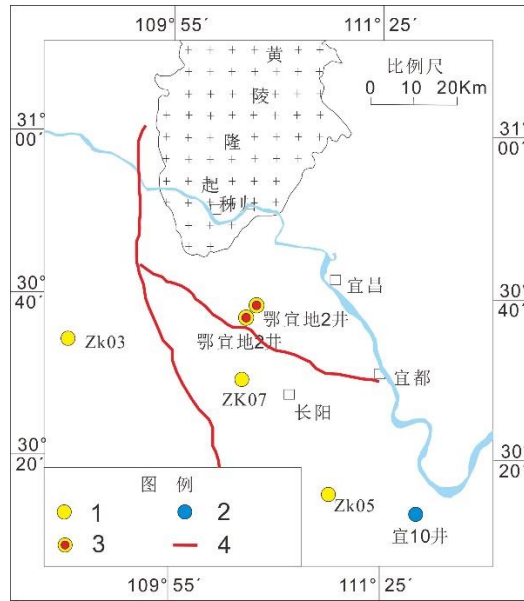 109°55´ 111°25´
黄陵隆起
比例尺
0 10 20Km
31°00´ 31°00´
秭归
宜昌
30°40´ 30°40´
鄂宜地2井
鄂宜地2井
Zk03
宜都
ZK07
长阳
30°20´ 30°20´
图 例
Zk05
1 2
宜10井
3 4
109°55´ 111°25´